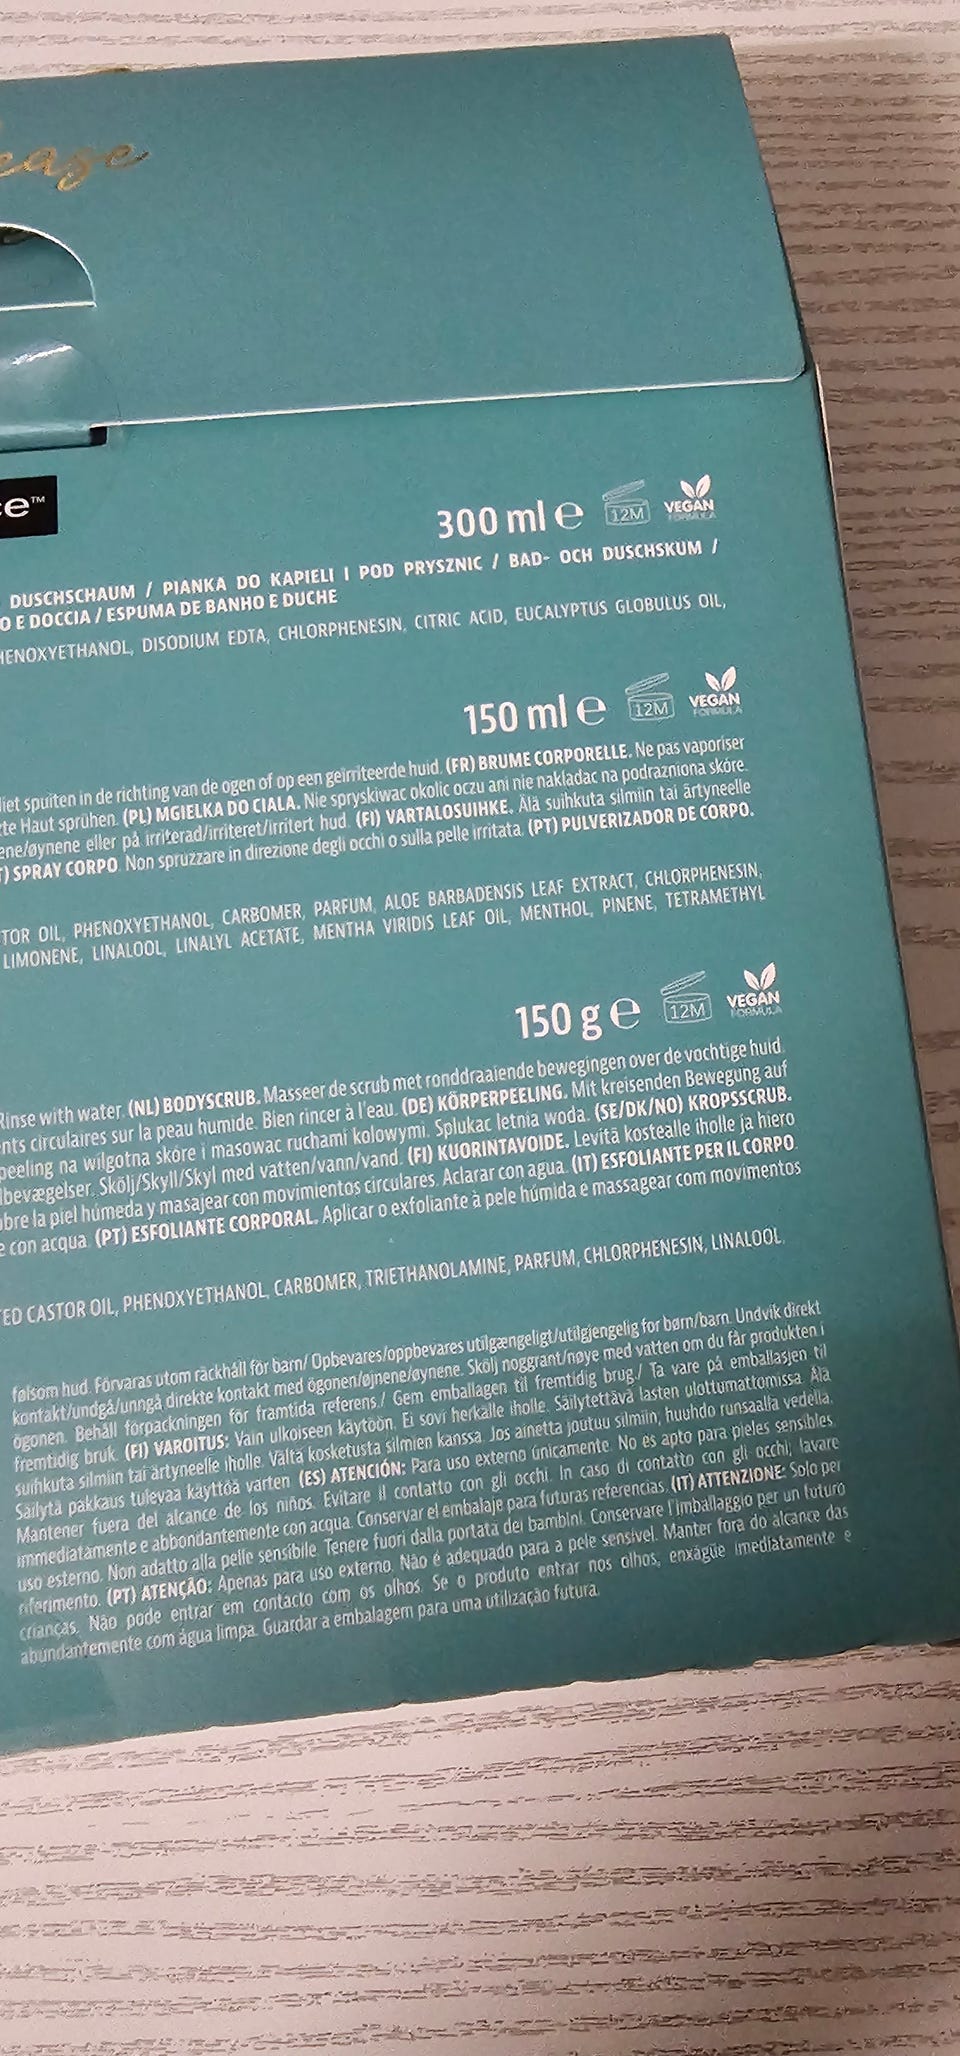 300 ml e 12M VEGAN FORMULA
DUSCHSCHAUM / PIANKA DO KAPIELI I POD PRYSZNIC / BAD- OCH DUSCHSKUM /
O E DOCCIA / ESPUMA DE BANHO E DUCHE
HENOXYETHANOL, DISODIUM EDTA, CHLORPHENESIN, CITRIC ACID, EUCALYPTUS GLOBULUS OIL,
150 ml e 12M VEGAN FORMULA
liet spuiten in de richting van de ogen of op een geïrriteerde huid. (FR) BRUME CORPORELLE. Ne pas vaporiser
te Haut sprühen. (PL) MGIELKA DO CIALA. Nie spryskiwac okolic oczu ani nie nakladac na podrazniona skóre.
ene/øynene eller på irriterad/irriteret/irritert hud. (FI) VARTALOSUIHKE. Älä suihkuta silmiin tai ärtyneelle
T) SPRAY CORPO. Non spruzzare in direzione degli occhi o sulla pelle irritata. (PT) PULVERIZADOR DE CORPO.
TOR OIL, PHENOXYETHANOL, CARBOMER, PARFUM, ALOE BARBADENSIS LEAF EXTRACT, CHLORPHENESIN,
LIMONENE, LINALOOL, LINALYL ACETATE, MENTHA VIRIDIS LEAF OIL, MENTHOL, PINENE, TETRAMETHYL
150 g e 12M VEGAN FORMULA
Rinse with water. (NL) BODYSCRUB. Masseer de scrub met ronddraaiende bewegingen over de vochtige huid.
nts circulaires sur la peau humide. Bien rincer à l'eau. (DE) KÖRPERPEELING. Mit kreisenden Bewegung auf
peeling na wilgotna skóre i masowac ruchami kolowymi. Splukac letnia woda. (SE/DK/NO) KROPSSCRUB.
bevægelser. Skölj/Skyll/Skyl med vatten/vann/vand. (FI) KUORINTAVOIDE. Levitä kostealle iholle ja hiero
bre la piel húmeda y masajear con movimientos circulares. Aclarar con agua. (IT) ESFOLIANTE PER IL CORPO.
e con acqua. (PT) ESFOLIANTE CORPORAL. Aplicar o exfoliante à pele húmida e massagear com movimentos
TED CASTOR OIL, PHENOXYETHANOL, CARBOMER, TRIETHANOLAMINE, PARFUM, CHLORPHENESIN, LINALOOL.
følsom hud. Förvaras utom räckhåll för barn/ Opbevares/oppbevares utilgængeligt/utilgjengelig for børn/barn. Undvik direkt
kontakt/undgå/unngå direkte kontakt med ögonen/øjnene/øynene. Skölj noggrant/nøye med vatten om du får produkten i
ögonen. Behåll förpackningen för framtida referens./ Gem emballagen til fremtidig brug./ Ta vare på emballasjen til
fremtidig bruk. (FI) VAROITUS: Vain ulkoiseen käytöön. Ei sovi herkälle iholle. Säilytettävä lasten ulottumattomissa. Älä
suihkuta silmiin tai ärtyneelle iholle. Vältä kosketusta silmien kanssa. Jos ainetta joutuu silmiin, huuhdo runsaalla vedellä.
Säilytä pakkaus tulevaa käyttöä varten (ES) ATENCIÓN: Para uso externo únicamente. No es apto para pieles sensibles.
Mantener fuera del alcance de los niños. Evitare il contatto con gli occhi. In caso di contatto con gli occhi, lavare
immediatamente e abbondantemente con acqua. Conservar el embalaje para futuras referencias. (IT) ATTENZIONE: Solo per
uso esterno. Non adatto alla pelle sensibile. Tenere fuori dalla portata dei bambini. Conservare l'imballaggio per un futuro
riferimento. (PT) ATENÇÃO: Apenas para uso externo. Não é adequado para a pele sensível. Manter fora do alcance das
crianças. Não pode entrar em contacto com os olhos. Se o produto entrar nos olhos, enxágüe imediatamente e
abundantemente com água limpa. Guardar a embalagem para uma utilização futura.